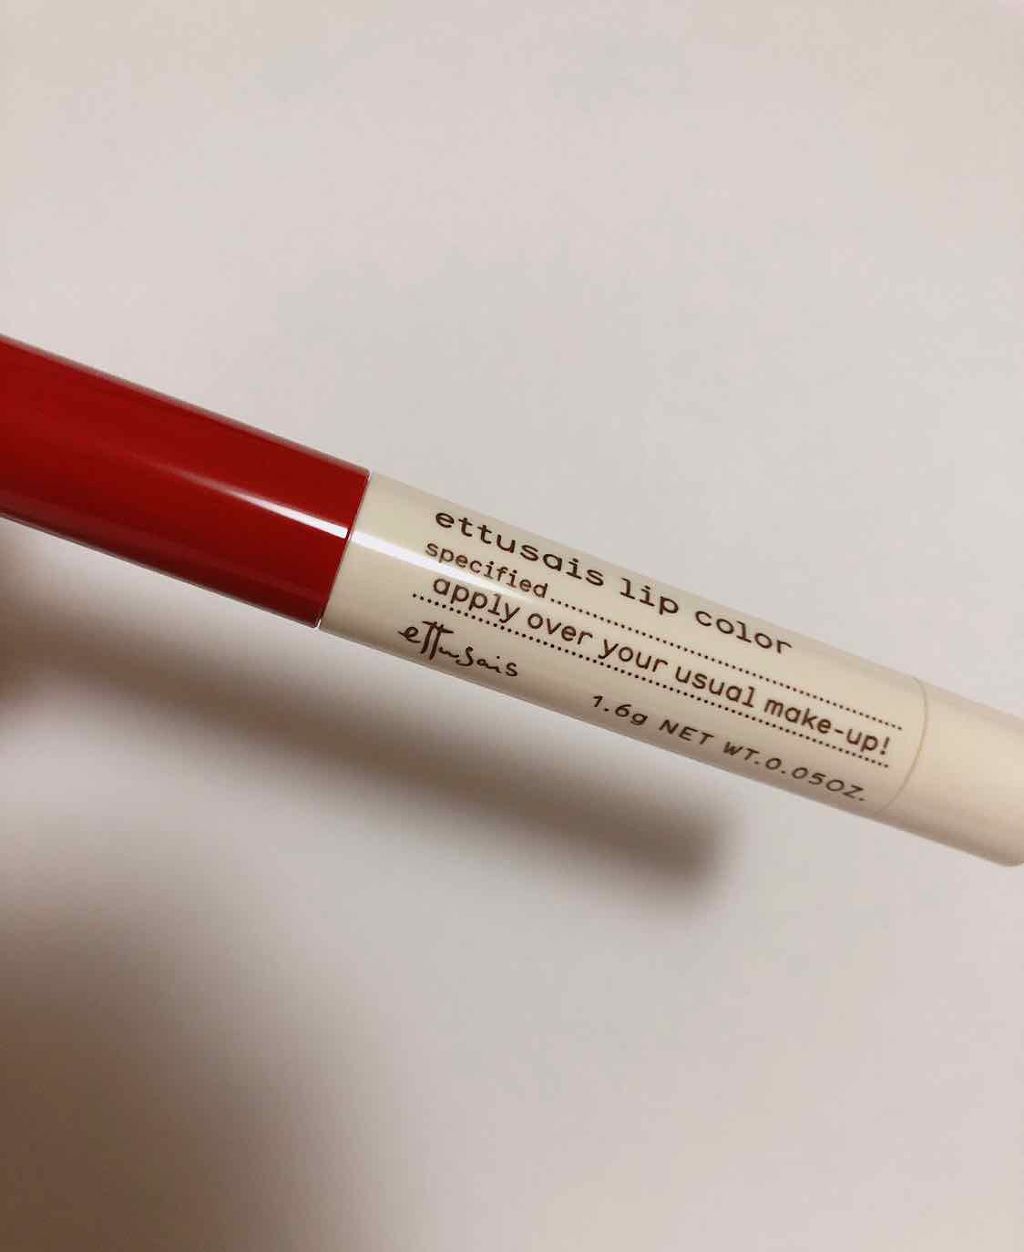 ettusais lip color
specified
apply over your usual make-up!
ettusais
1.6g NET WT.0.05OZ.